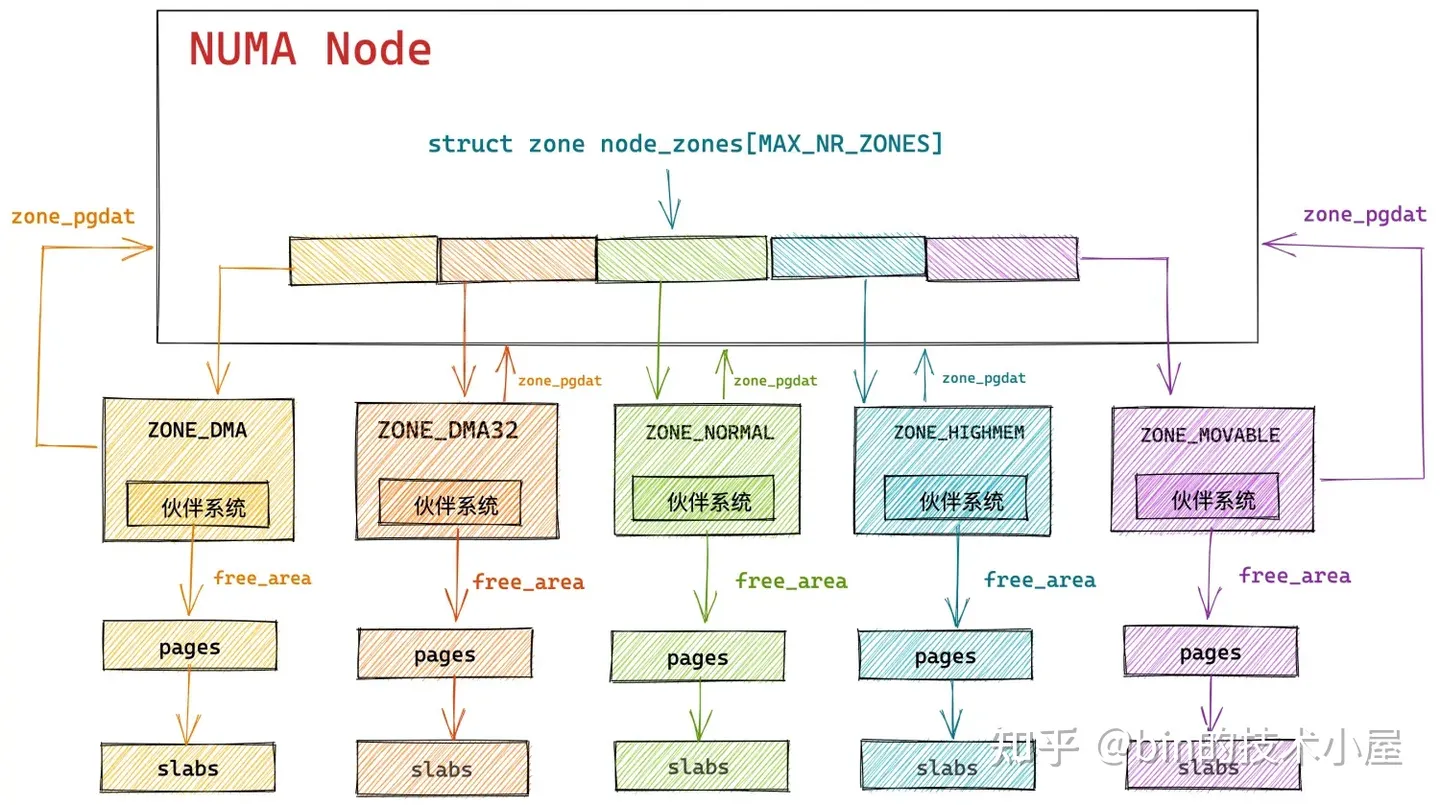 NUMA Node
struct zone node_zones[MAX_NR_ZONES]
zone_pgdat
zone_pgdat
zone_pgdat
zone_pgdat
zone_pgdat
ZONE_DMA
ZONE_DMA32
ZONE_NORMAL
ZONE_HIGHMEM
ZONE_MOVABLE
伙伴系统
伙伴系统
伙伴系统
伙伴系统
伙伴系统
free_area
free_area
free_area
free_area
free_area
pages
pages
pages
pages
pages
slabs
slabs
slabs
slabs
slabs
知乎 @bin的技术小屋